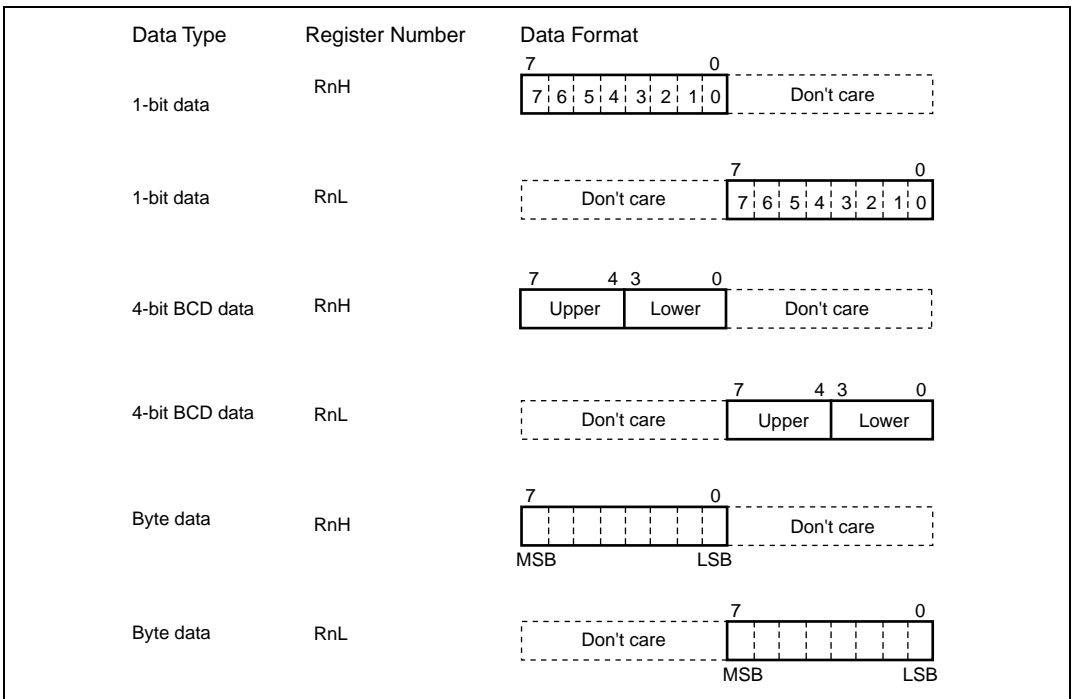 Data Type Register Number Data Format
7 0
1-bit data RnH 7 6 5 4 3 2 1 0 Don't care
7 0
1-bit data RnL Don't care 7 6 5 4 3 2 1 0
7 4 3 0
4-bit BCD data RnH Upper Lower Don't care
7 4 3 0
4-bit BCD data RnL Don't care Upper Lower
7 0
Byte data RnH Don't care
MSB LSB
7 0
Byte data RnL Don't care
MSB LSB